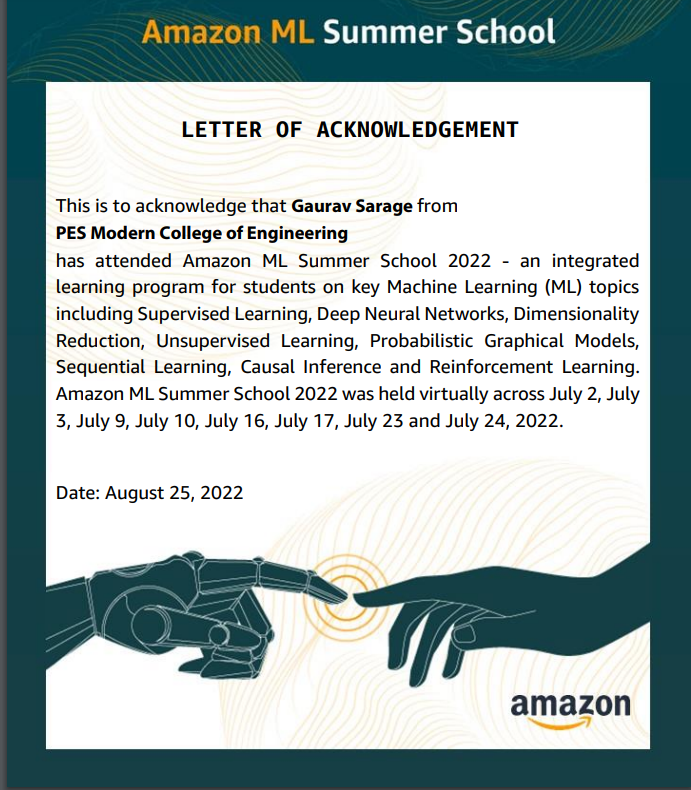 Amazon ML Summer School
LETTER OF ACKNOWLEDGEMENT
This is to acknowledge that Gaurav Sarage from
PES Modern College of Engineering
has attended Amazon ML Summer School 2022 - an integrated
learning program for students on key Machine Learning (ML) topics
including Supervised Learning, Deep Neural Networks, Dimensionality
Reduction, Unsupervised Learning, Probabilistic Graphical Models,
Sequential Learning, Causal Inference and Reinforcement Learning.
Amazon ML Summer School 2022 was held virtually across July 2, July
3, July 9, July 10, July 16, July 17, July 23 and July 24, 2022.
Date: August 25, 2022
amazon